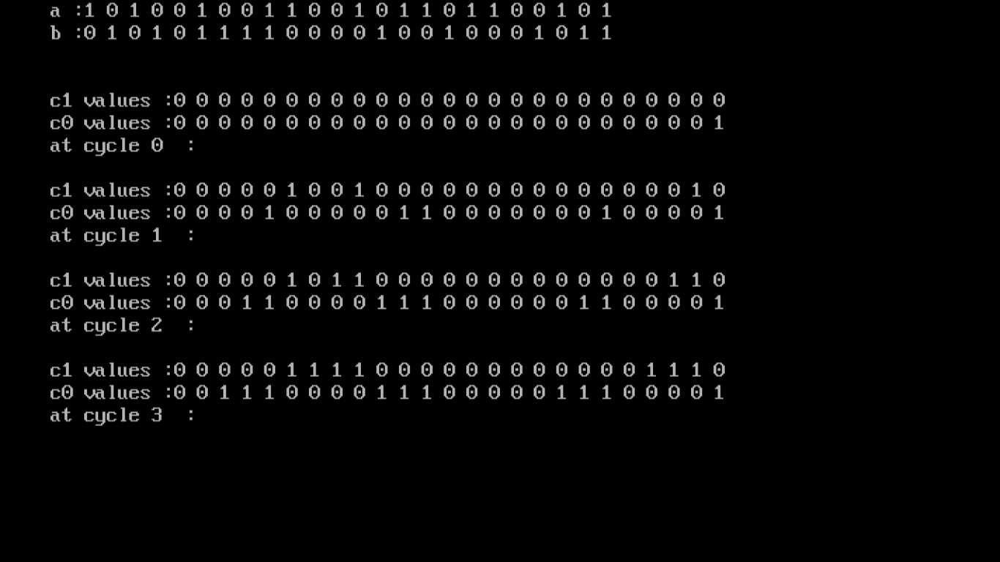 a :1 0 1 0 0 1 0 0 1 1 0 0 1 0 1 1 0 1 1 0 0 1 0 1
b :0 1 0 1 0 1 1 1 1 0 0 0 0 1 0 0 1 0 0 0 1 0 1 1
c1 values :0 0 0 0 0 0 0 0 0 0 0 0 0 0 0 0 0 0 0 0 0 0 0 0 0
c0 values :0 0 0 0 0 0 0 0 0 0 0 0 0 0 0 0 0 0 0 0 0 0 0 0 1
at cycle 0  :
c1 values :0 0 0 0 0 1 0 0 1 0 0 0 0 0 0 0 0 0 0 0 0 0 0 1 0
c0 values :0 0 0 0 1 0 0 0 0 0 1 1 0 0 0 0 0 0 0 1 0 0 0 0 1
at cycle 1  :
c1 values :0 0 0 0 0 1 0 1 1 0 0 0 0 0 0 0 0 0 0 0 0 0 1 1 0
c0 values :0 0 0 1 1 0 0 0 0 1 1 1 0 0 0 0 0 0 1 1 0 0 0 0 1
at cycle 2  :
c1 values :0 0 0 0 0 1 1 1 1 0 0 0 0 0 0 0 0 0 0 0 0 1 1 1 0
c0 values :0 0 1 1 1 0 0 0 0 1 1 1 0 0 0 0 0 1 1 1 0 0 0 0 1
at cycle 3  :